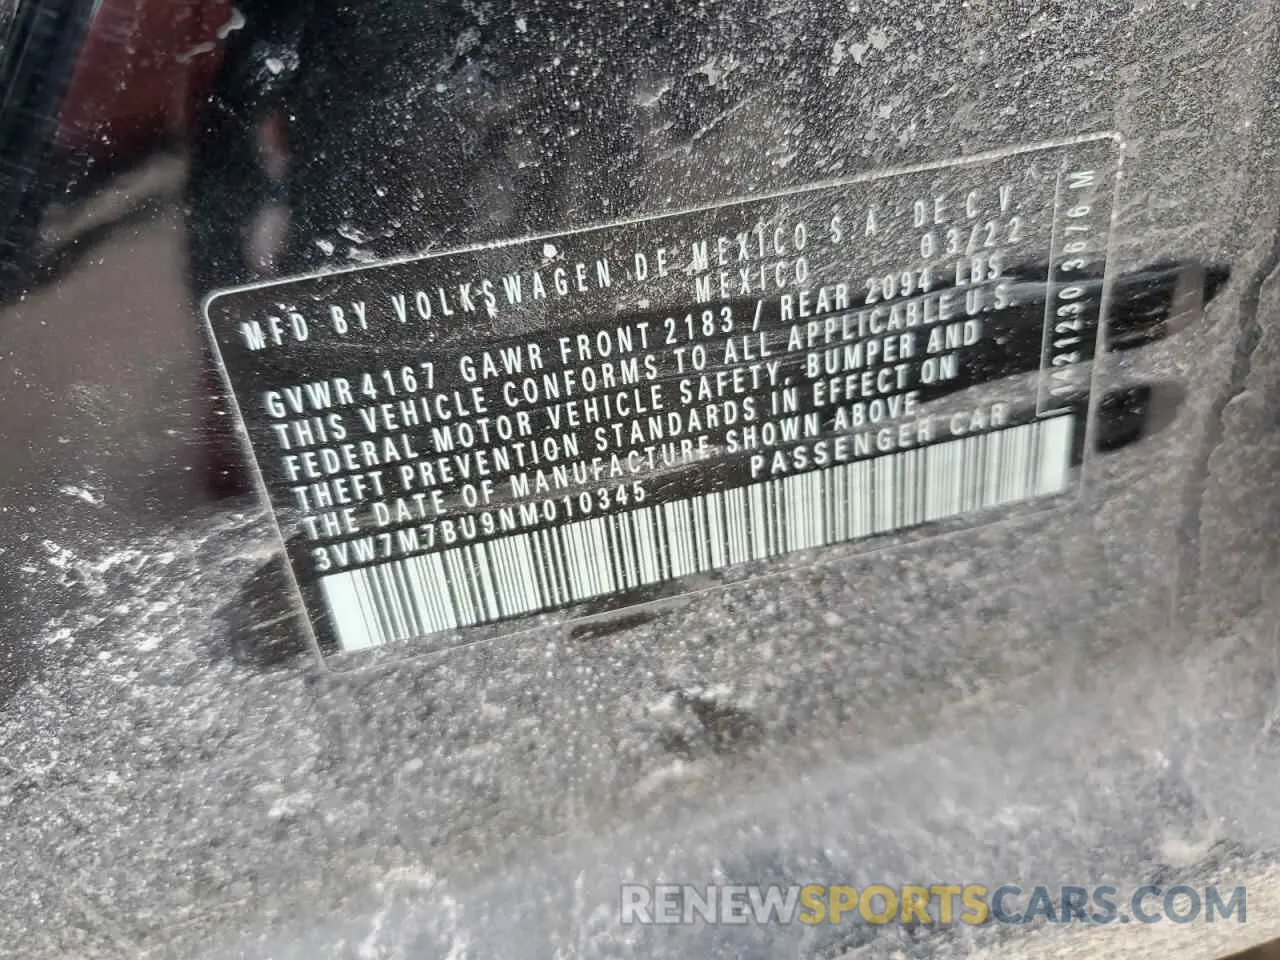 MFD BY VOLKSWAGEN DE MEXICO S.A. DE C.V.
MEXICO 03/22
GVWR 4167 GAWR FRONT 2183 / REAR 2094 LBS
THIS VEHICLE CONFORMS TO ALL APPLICABLE U.S.
FEDERAL MOTOR VEHICLE SAFETY, BUMPER AND
THEFT PREVENTION STANDARDS IN EFFECT ON
THE DATE OF MANUFACTURE SHOWN ABOVE.
3VW7M7BU9NM010345 PASSENGER CAR
3676 M
RENEWSPORTSCARS.COM